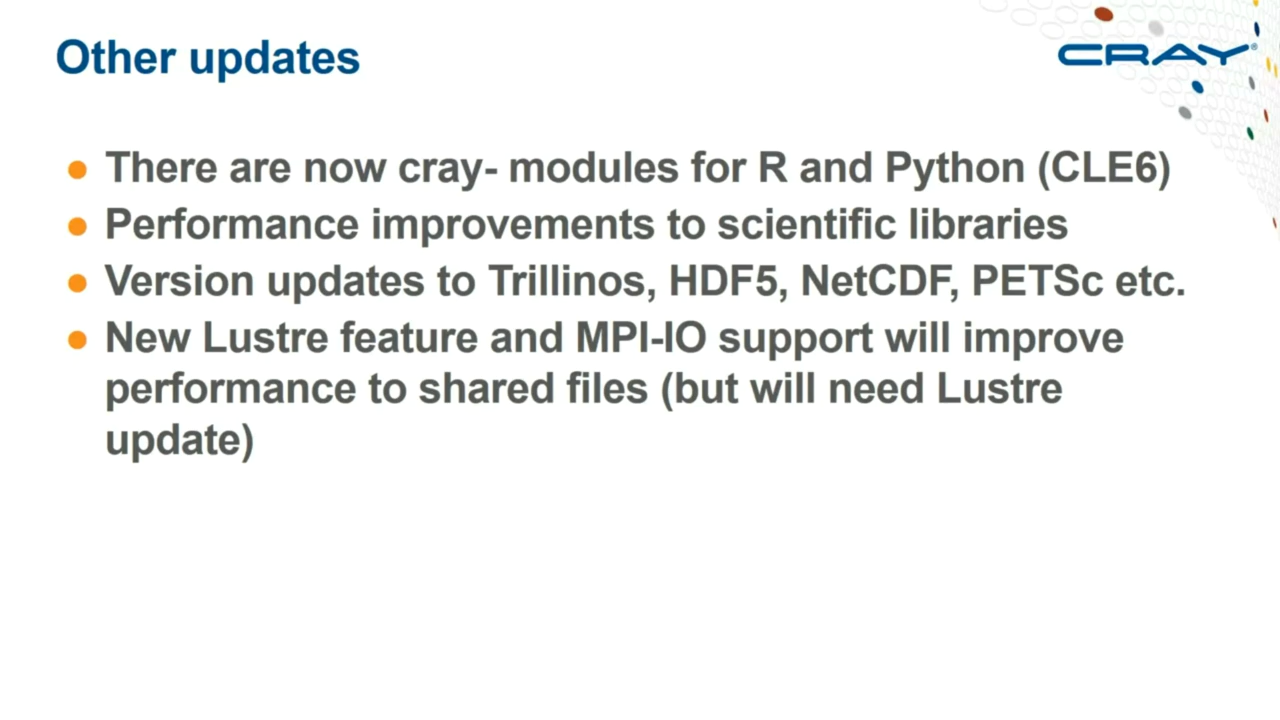 Other updates
CRAY®
There are now cray- modules for R and Python (CLE6)
Performance improvements to scientific libraries
Version updates to Trillinos, HDF5, NetCDF, PETSc etc.
New Lustre feature and MPI-IO support will improve
performance to shared files (but will need Lustre
update)